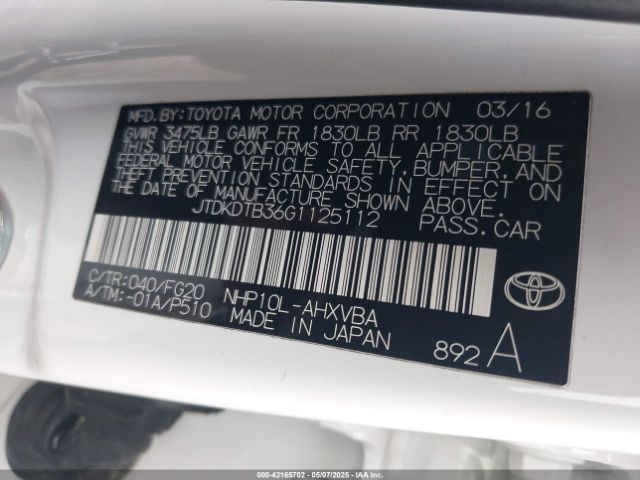 MFD.BY:TOYOTA MOTOR CORPORATION 03/16
GVWR 3475LB GAWR FR 1830LB RR 1830LB
THIS VEHICLE CONFORMS TO ALL APPLICABLE
FEDERAL MOTOR VEHICLE SAFETY,BUMPER,AND
THEFT PREVENTION STANDARDS IN EFFECT ON
THE DATE OF MANUFACTURE SHOWN ABOVE.
JTDKDTB36G1125112 PASS.CAR
C/TR:040/FG20 NHP10L-AHXVBA
A/TM:-01A/P510 MADE IN JAPAN
TOYOTA
892 A
000-42165702 - 05/07/2025 - IAAI.COM